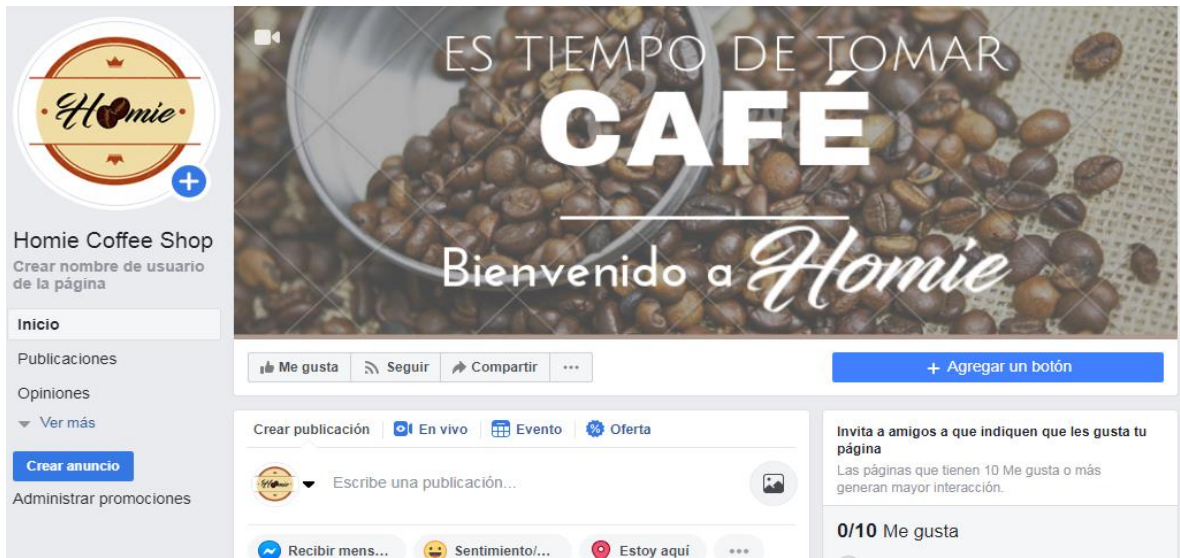 Homie
Homie Coffee Shop
Crear nombre de usuario
de la página
Inicio
Publicaciones
Opiniones
Ver más
Crear anuncio
Administrar promociones
ES TIEMPO DE TOMAR
CAFÉ
Bienvenido a Homie
Me gusta
Seguir
Compartir
+ Agregar un botón
Crear publicación
En vivo
Evento
Oferta
Homie
Escribe una publicación...
Recibir mens...
Sentimiento/...
Estoy aquí
Invita a amigos a que indiquen que les gusta tu
página
Las páginas que tienen 10 Me gusta o más
generan mayor interacción.
0/10 Me gusta